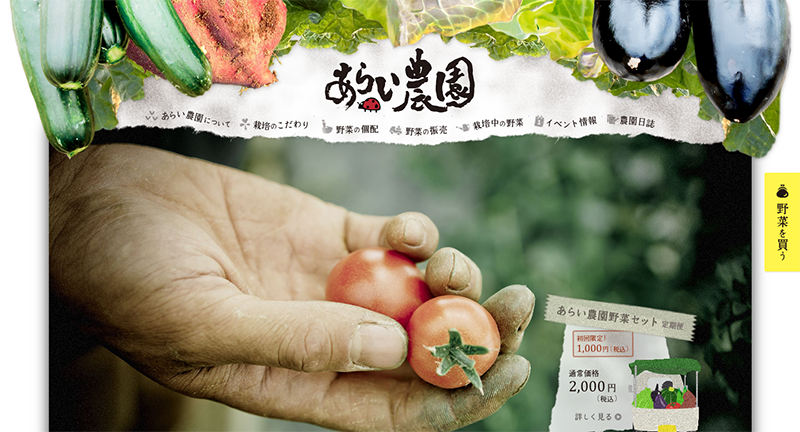 あらい農園
あらい農園について
栽培のこだわり
野菜の個配
野菜の販売
栽培中の野菜
イベント情報
農園日誌
野菜を買う
あらい農園野菜セット 定期便
初回限定!
1,000円(税込)
通常価格
2,000円
(税込)
詳しく見る